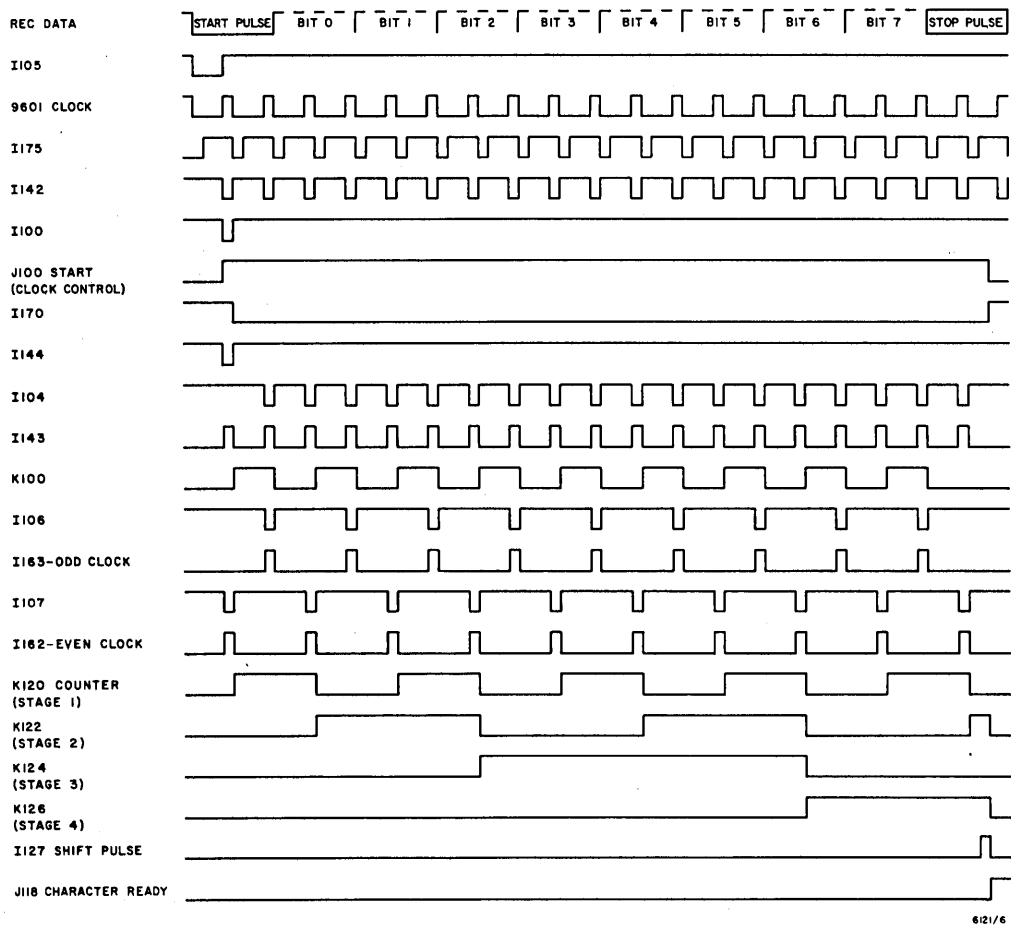 REC DATA
START PULSE BIT 0 BIT 1 BIT 2 BIT 3 BIT 4 BIT 5 BIT 6 BIT 7 STOP PULSE
I105
9601 CLOCK
I175
I142
I100
J100 START
(CLOCK CONTROL)
I170
I144
I104
I143
K100
I106
I163-ODD CLOCK
I107
I162-EVEN CLOCK
K120 COUNTER
(STAGE 1)
K122
(STAGE 2)
K124
(STAGE 3)
K126
(STAGE 4)
I127 SHIFT PULSE
J118 CHARACTER READY
6121/6